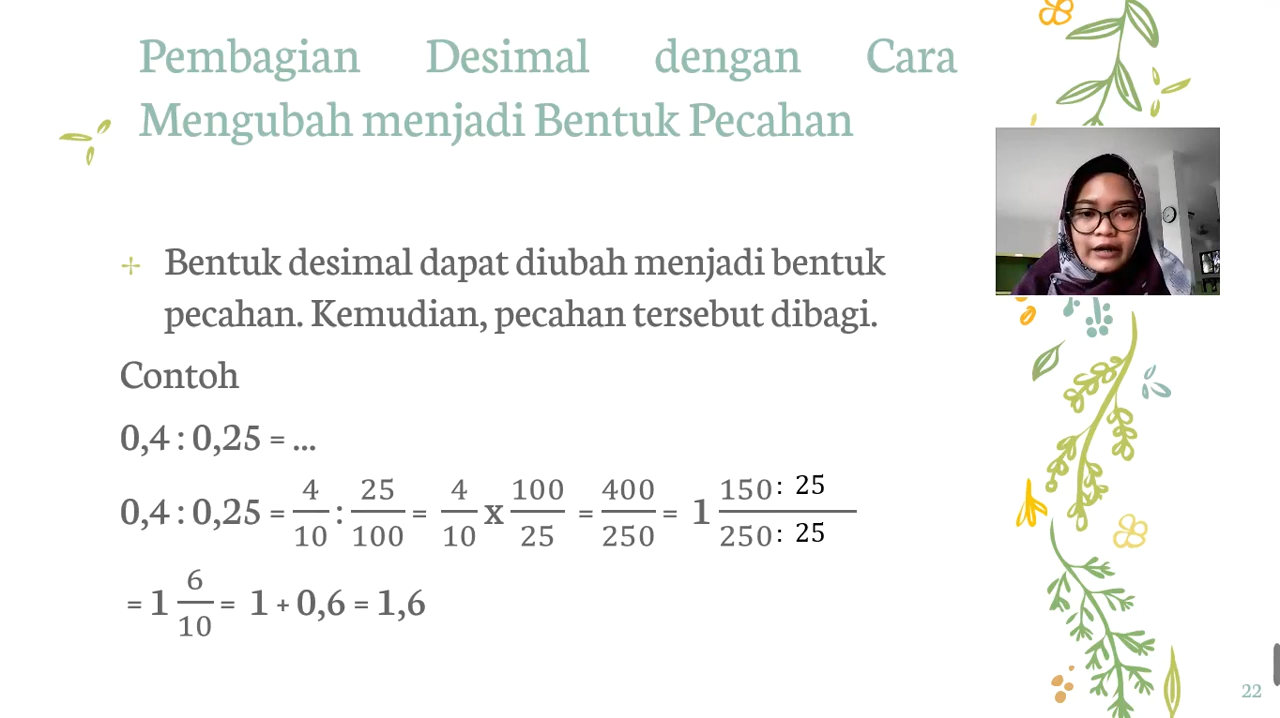 Pembagian Desimal dengan Cara
Mengubah menjadi Bentuk Pecahan
Bentuk desimal dapat diubah menjadi bentuk
pecahan. Kemudian, pecahan tersebut dibagi.
Contoh
0,4 : 0,25 = ...
0,4 : 0,25 = 4/10 : 25/100 = 4/10 x 100/25 = 400/250 = 1 150 : 25/250 : 25
= 1 6/10 = 1 + 0,6 = 1,6
22